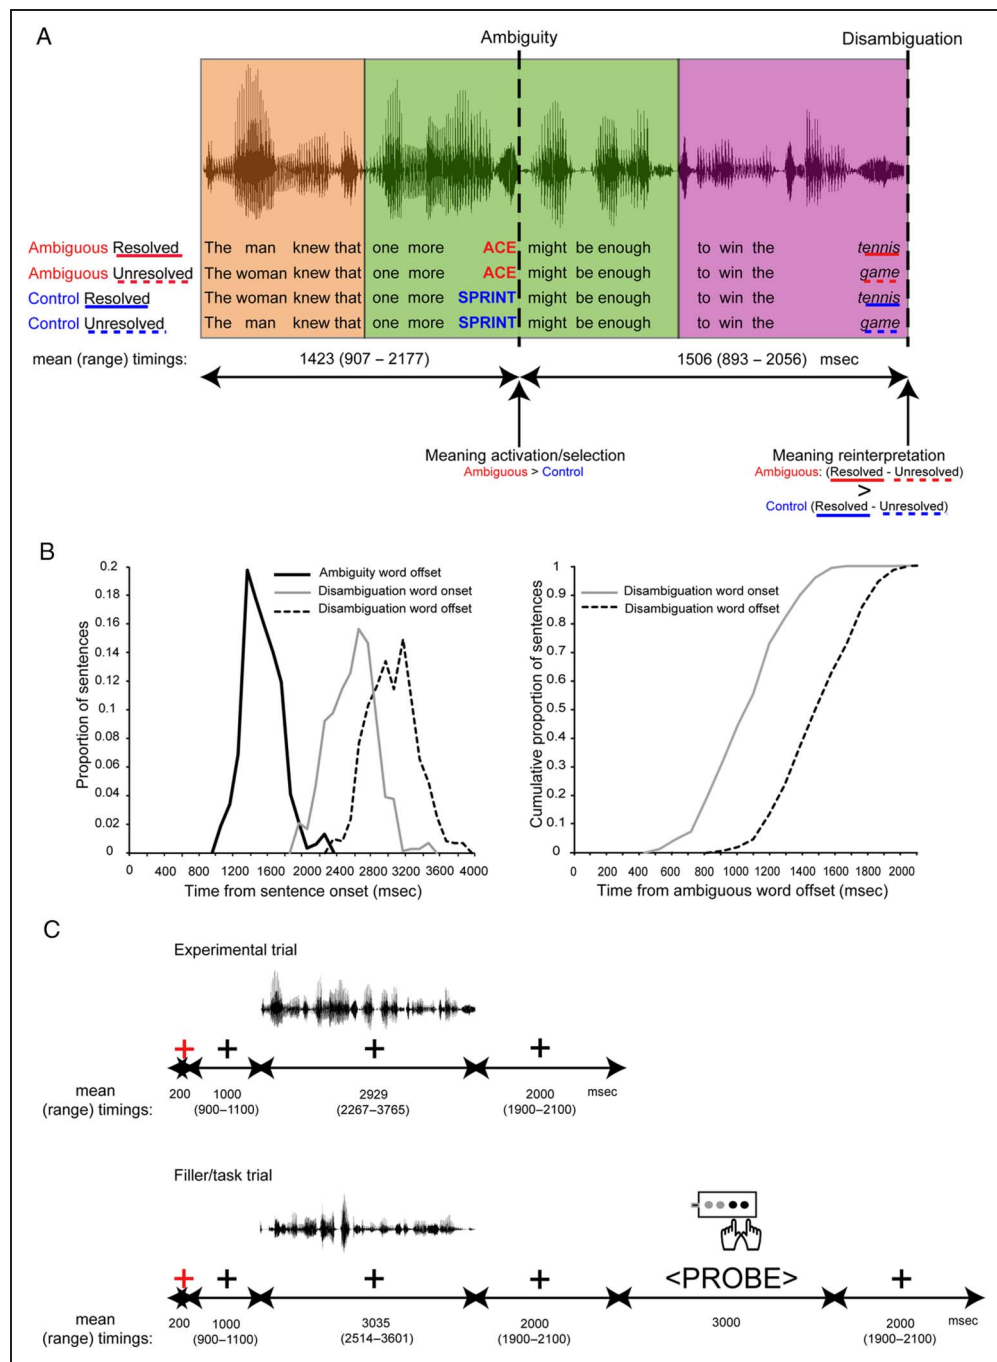 A
Ambiguity Disambiguation
Ambiguous Resolved The man knew that one more ACE might be enough to win the tennis
Ambiguous Unresolved The woman knew that one more ACE might be enough to win the game
Control Resolved The woman knew that one more SPRINT might be enough to win the tennis
Control Unresolved The man knew that one more SPRINT might be enough to win the game
mean (range) timings: 1423 (907 – 2177) 1506 (893 – 2056) msec
Meaning activation/selection
Ambiguous > Control
Meaning reinterpretation
Ambiguous: (Resolved - Unresolved)
>
Control (Resolved - Unresolved)
B
Proportion of sentences
0.2
0.18
0.16
0.14
0.12
0.1
0.08
0.06
0.04
0.02
0
Ambiguity word offset
Disambiguation word onset
Disambiguation word offset
0 400 800 1200 1600 2000 2400 2800 3200 3600 4000
Time from sentence onset (msec)
Cumulative proportion of sentences
1
0.9
0.8
0.7
0.6
0.5
0.4
0.3
0.2
0.1
0
Disambiguation word onset
Disambiguation word offset
0 200 400 600 800 1000 1200 1400 1600 1800 2000
Time from ambiguous word offset (msec)
C
Experimental trial
+ + + +
mean 200 1000 2929 2000 msec
(range) timings: (900–1100) (2267–3765) (1900–2100)
Filler/task trial
+ + + + <PROBE> +
mean 200 1000 3035 2000 3000 2000 msec
(range) timings: (900–1100) (2514–3601) (1900–2100) (1900–2100)